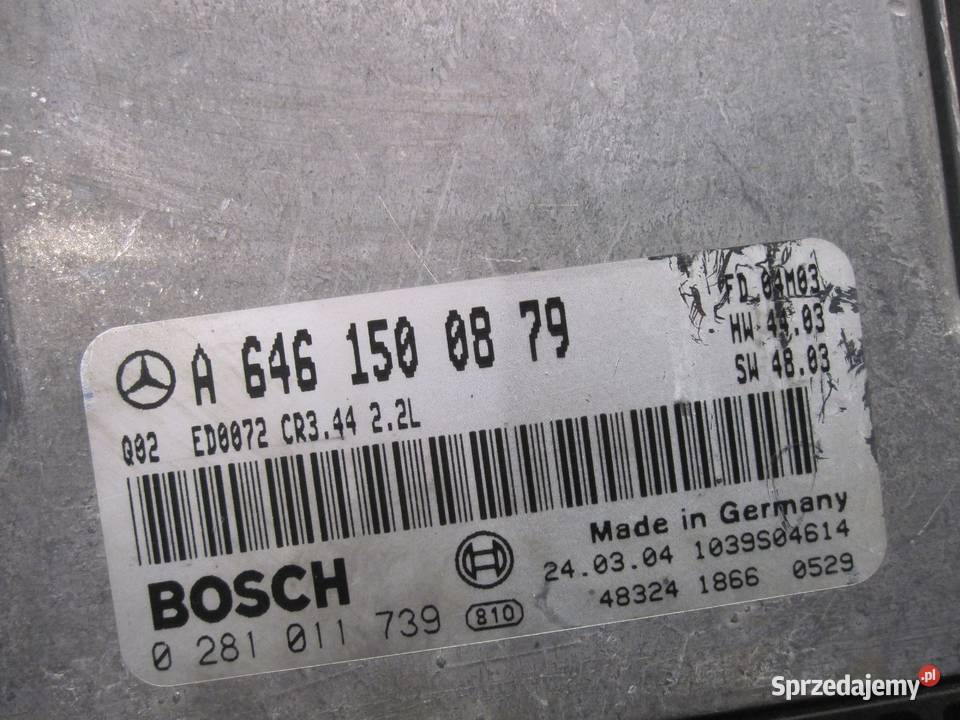 A 646 150 08 79
FD 04M03
HW 44.03
SW 48.03
Q02 ED0072 CR3.44 2.2L
Made in Germany
BOSCH
24.03.04 1039S04614
0 281 011 739 810
48324 1866 0529
Sprzedajemy.pl